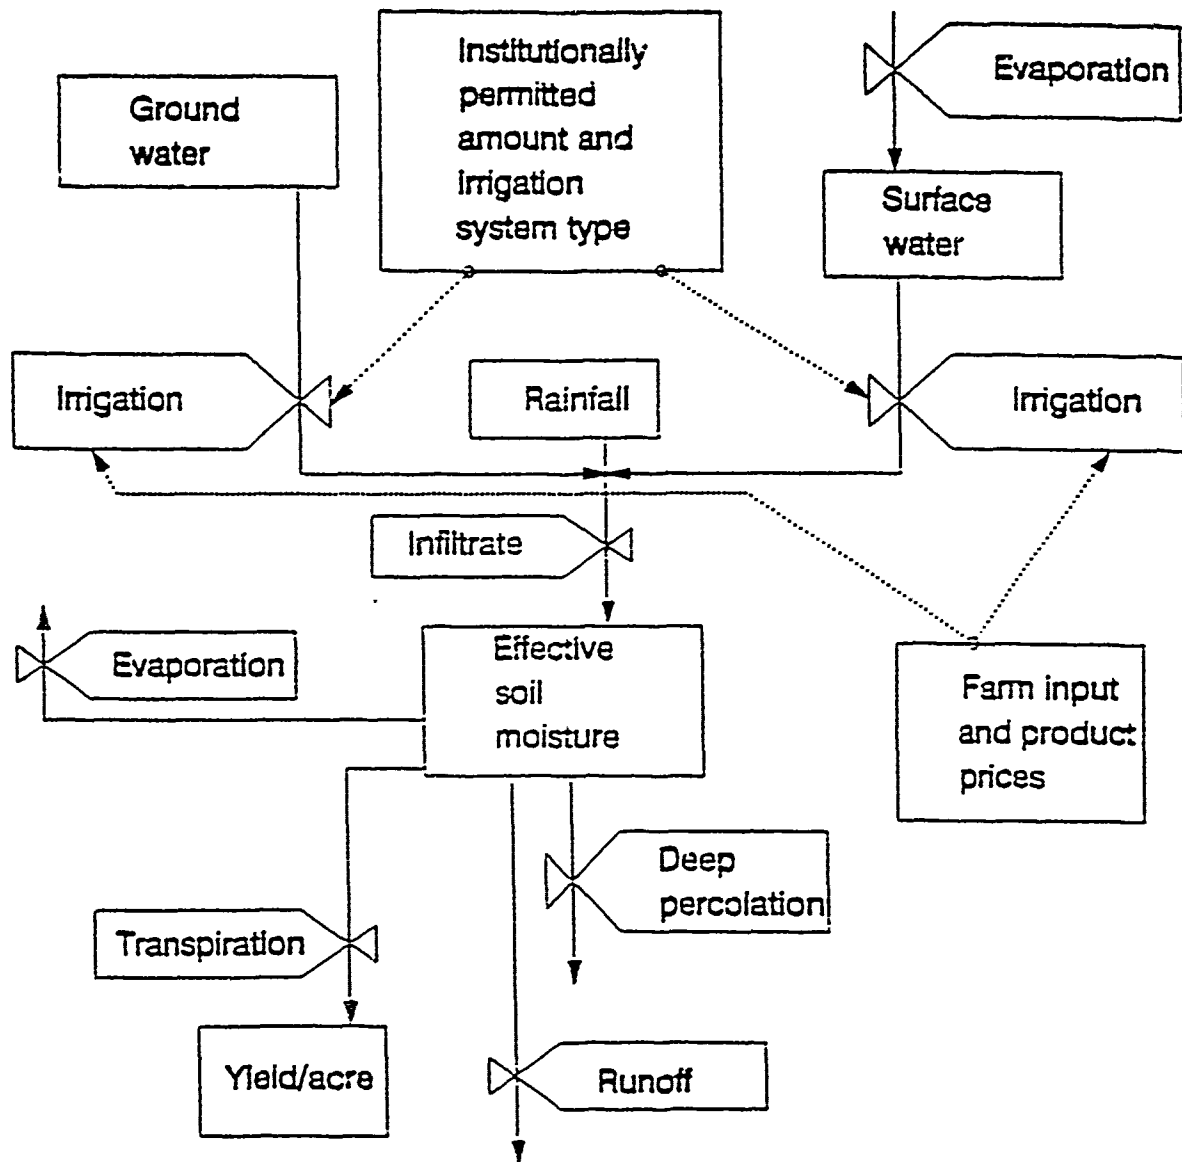 Ground
water
Institutionally
permitted
amount and
irrigation
system type
Evaporation
Surface
water
Irrigation
Rainfall
Irrigation
Infiltrate
Evaporation
Effective
soil
moisture
Farm input
and product
prices
Deep
percolation
Transpiration
Yield/acre
Runoff